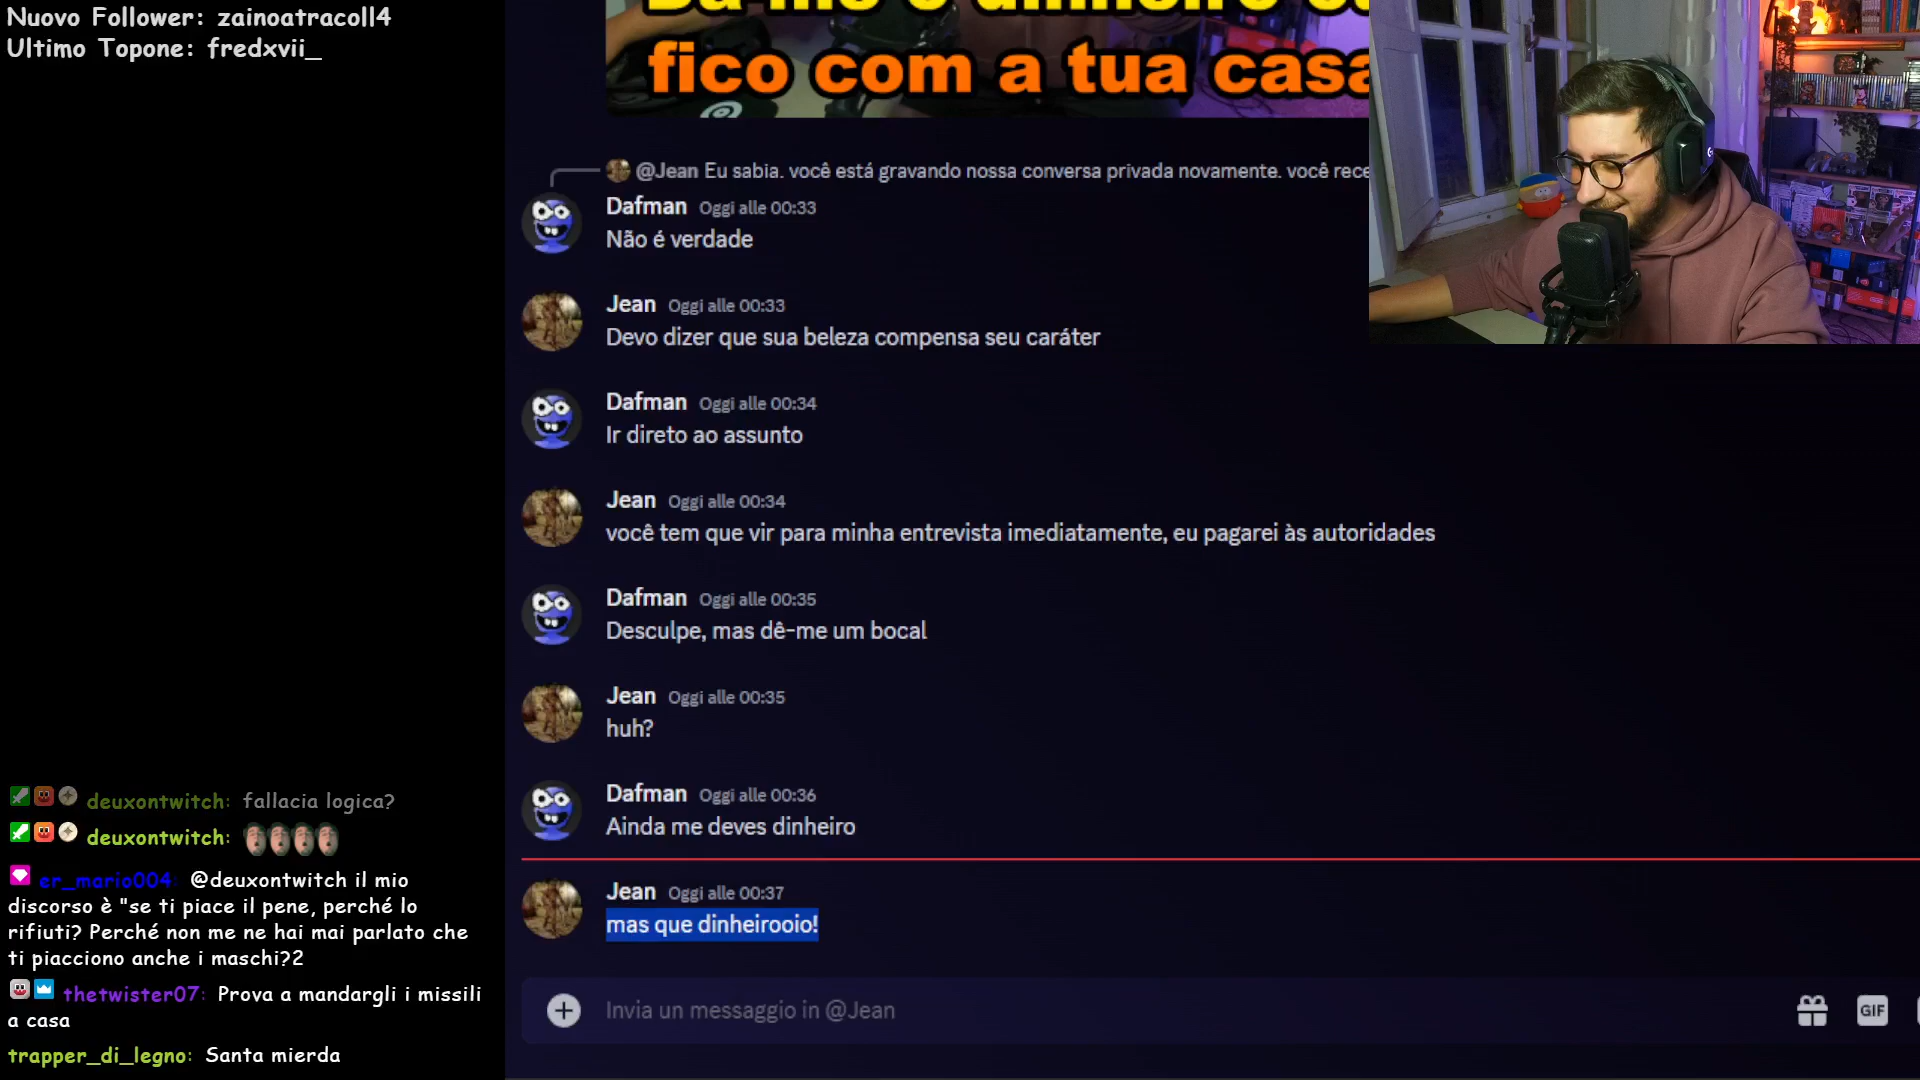 Nuovo Follower: zainoatracoll4
Ultimo Topone: fredxvii_
fico com a tua casa
@Jean Eu sabia. você está gravando nossa conversa privada novamente. você rece
Dafman Oggi alle 00:33
Não é verdade
Jean Oggi alle 00:33
Devo dizer que sua beleza compensa seu caráter
Dafman Oggi alle 00:34
Ir direto ao assunto
Jean Oggi alle 00:34
você tem que vir para minha entrevista imediatamente, eu pagarei às autoridades
Dafman Oggi alle 00:35
Desculpe, mas dê-me um bocal
Jean Oggi alle 00:35
huh?
Dafman Oggi alle 00:36
Ainda me deves dinheiro
Jean Oggi alle 00:37
mas que dinheirooio!
Invia un messaggio in @Jean
GIF
deuxontwitch: fallacia logica?
deuxontwitch:
er_mario004: @deuxontwitch il mio
discorso è "se ti piace il pene, perché lo
rifiuti? Perché non me ne hai mai parlato che
ti piacciono anche i maschi?2
thetwister07: Prova a mandargli i missili
a casa
trapper_di_legno: Santa mierda